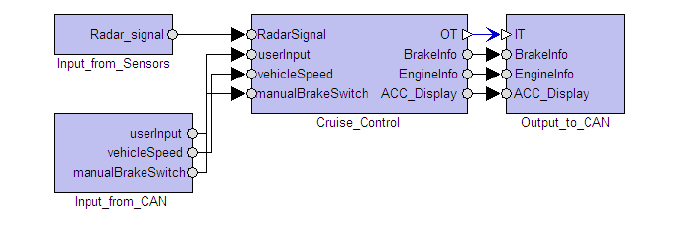 Radar_signal
Input_from_Sensors
userInput
vehicleSpeed
manualBrakeSwitch
Input_from_CAN
RadarSignal
userInput
vehicleSpeed
manualBrakeSwitch
OT
BrakeInfo
EngineInfo
ACC_Display
Cruise_Control
IT
BrakeInfo
EngineInfo
ACC_Display
Output_to_CAN